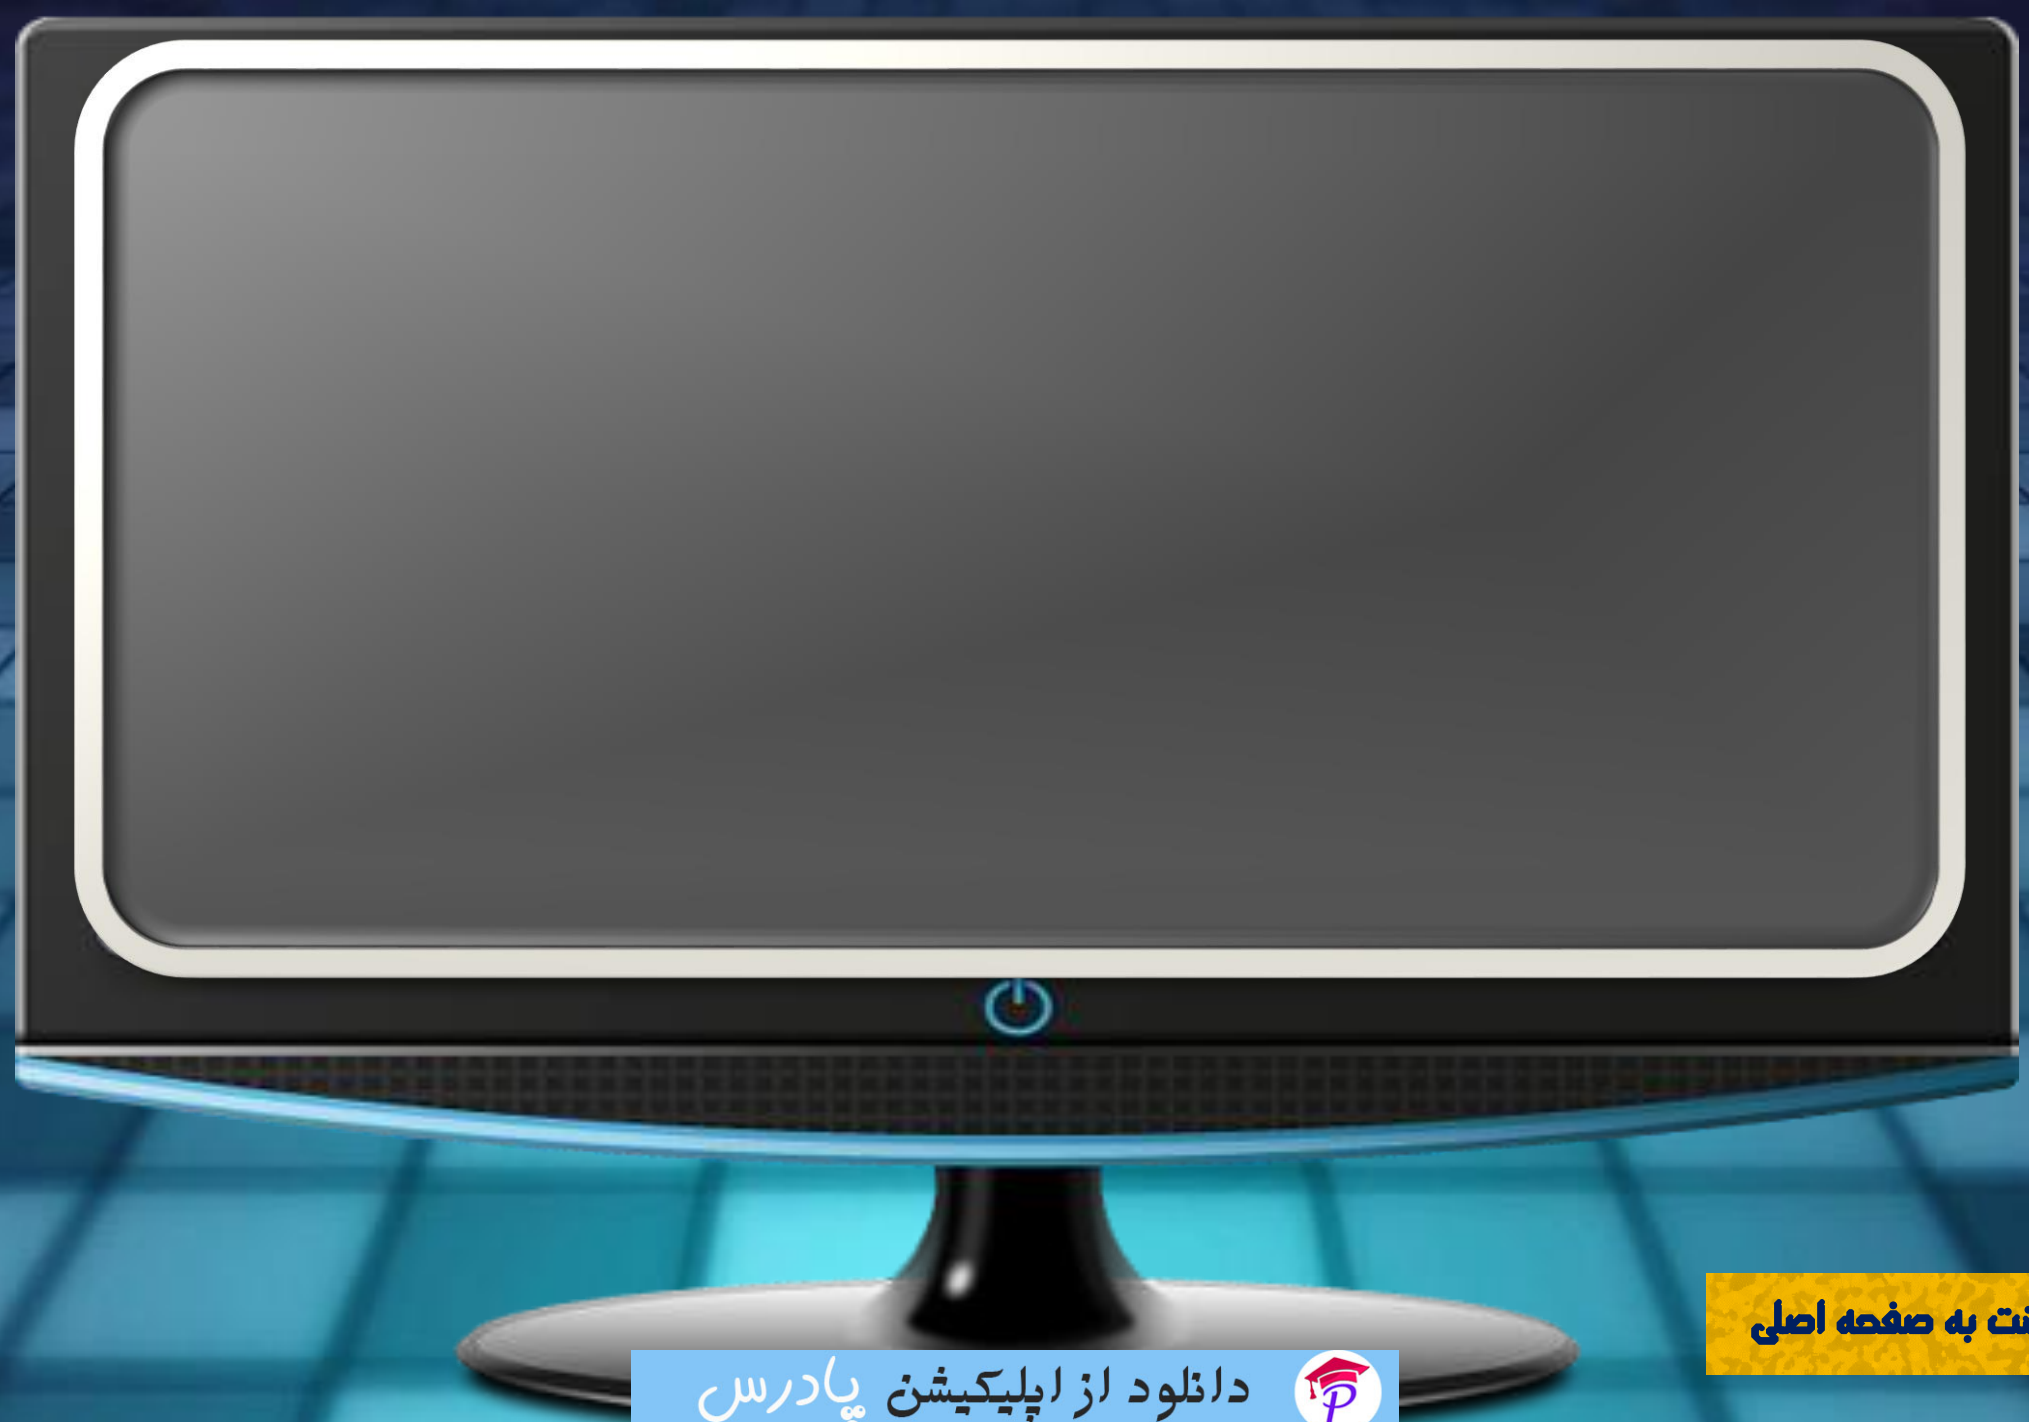 به صفحه اصلی
دانلود از اپلیکیشن پادرس